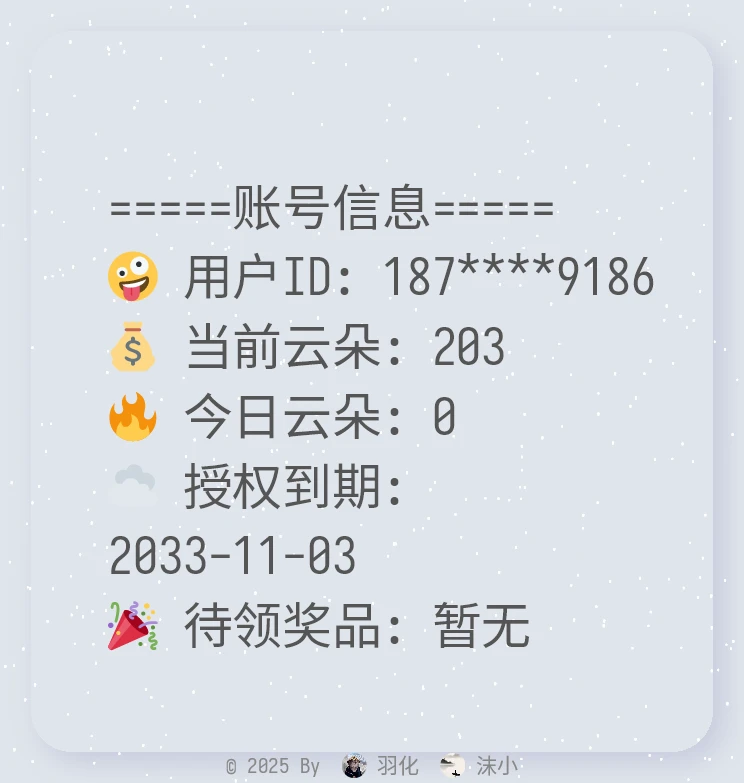 =====账号信息=====
🤪 用户ID: 187****9186
💰 当前云朵: 203
🔥 今日云朵: 0
☁️ 授权到期:
2033-11-03
🎉 待领奖品: 暂无
© 2025 By 羽化 沫小